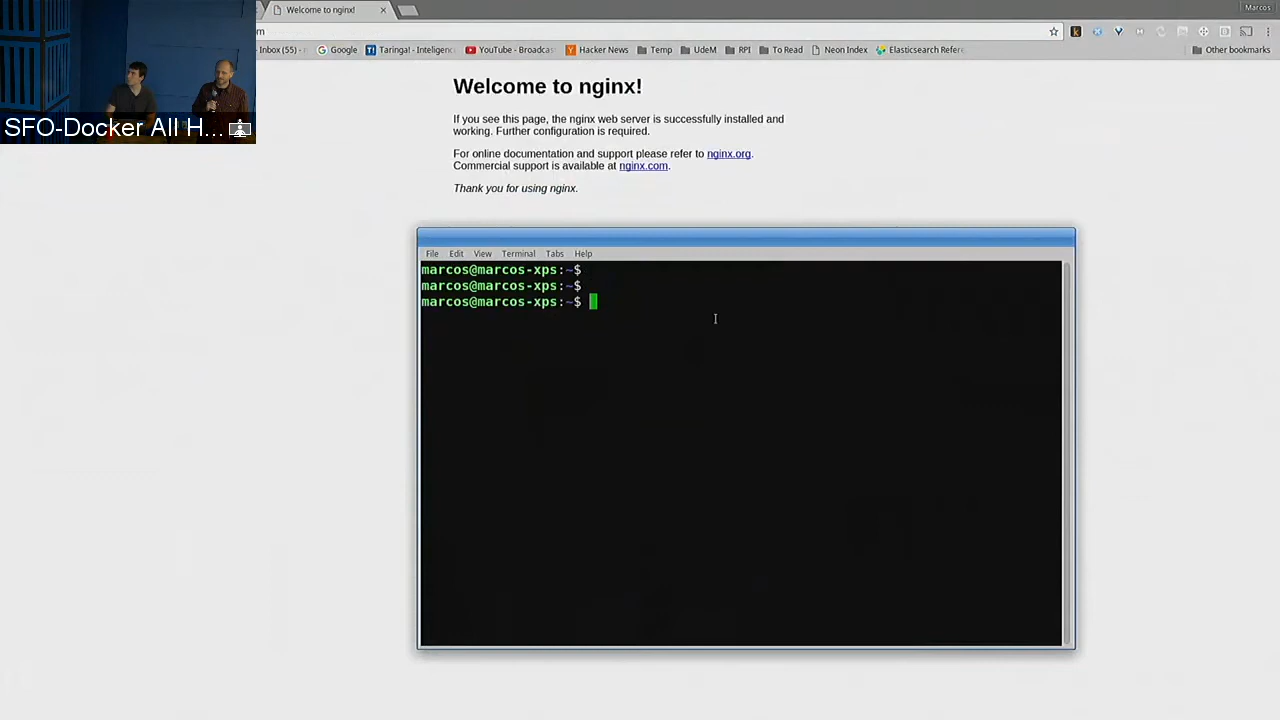 Welcome to nginx!
Marcos
m
Inbox (55) -
Google
Taringa! - Inteligenc
YouTube - Broadcas
Hacker News
Temp
UdeM
RPI
To Read
Neon Index
Elasticsearch Refere
Other bookmarks
SFO-Docker All H...
Welcome to nginx!
If you see this page, the nginx web server is successfully installed and
working. Further configuration is required.
For online documentation and support please refer to nginx.org.
Commercial support is available at nginx.com.
Thank you for using nginx.
File Edit View Terminal Tabs Help
marcos@marcos-xps:~$
marcos@marcos-xps:~$
marcos@marcos-xps:~$